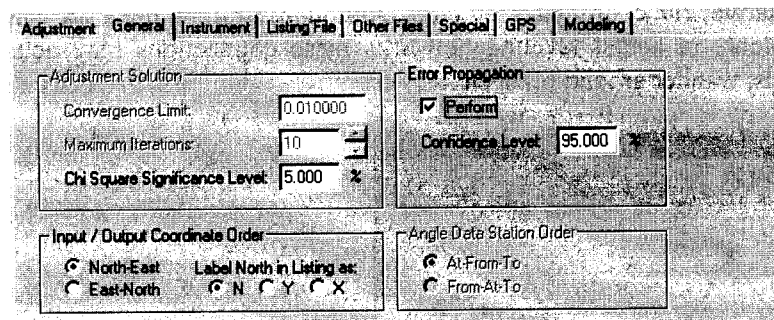 Adjustment General Instrument Listing File Other Files Special GPS Modeling
Adjustment Solution
Convergence Limit: 0.010000
Maximum Iterations: 10
Chi Square Significance Level: 5.000 %
Error Propagation
Perform
Confidence Level: 95.000 %
Input / Output Coordinate Order
North-East Label North in Listing as:
East-North N Y X
Angle Data Station Order
At-From-To
From-At-To